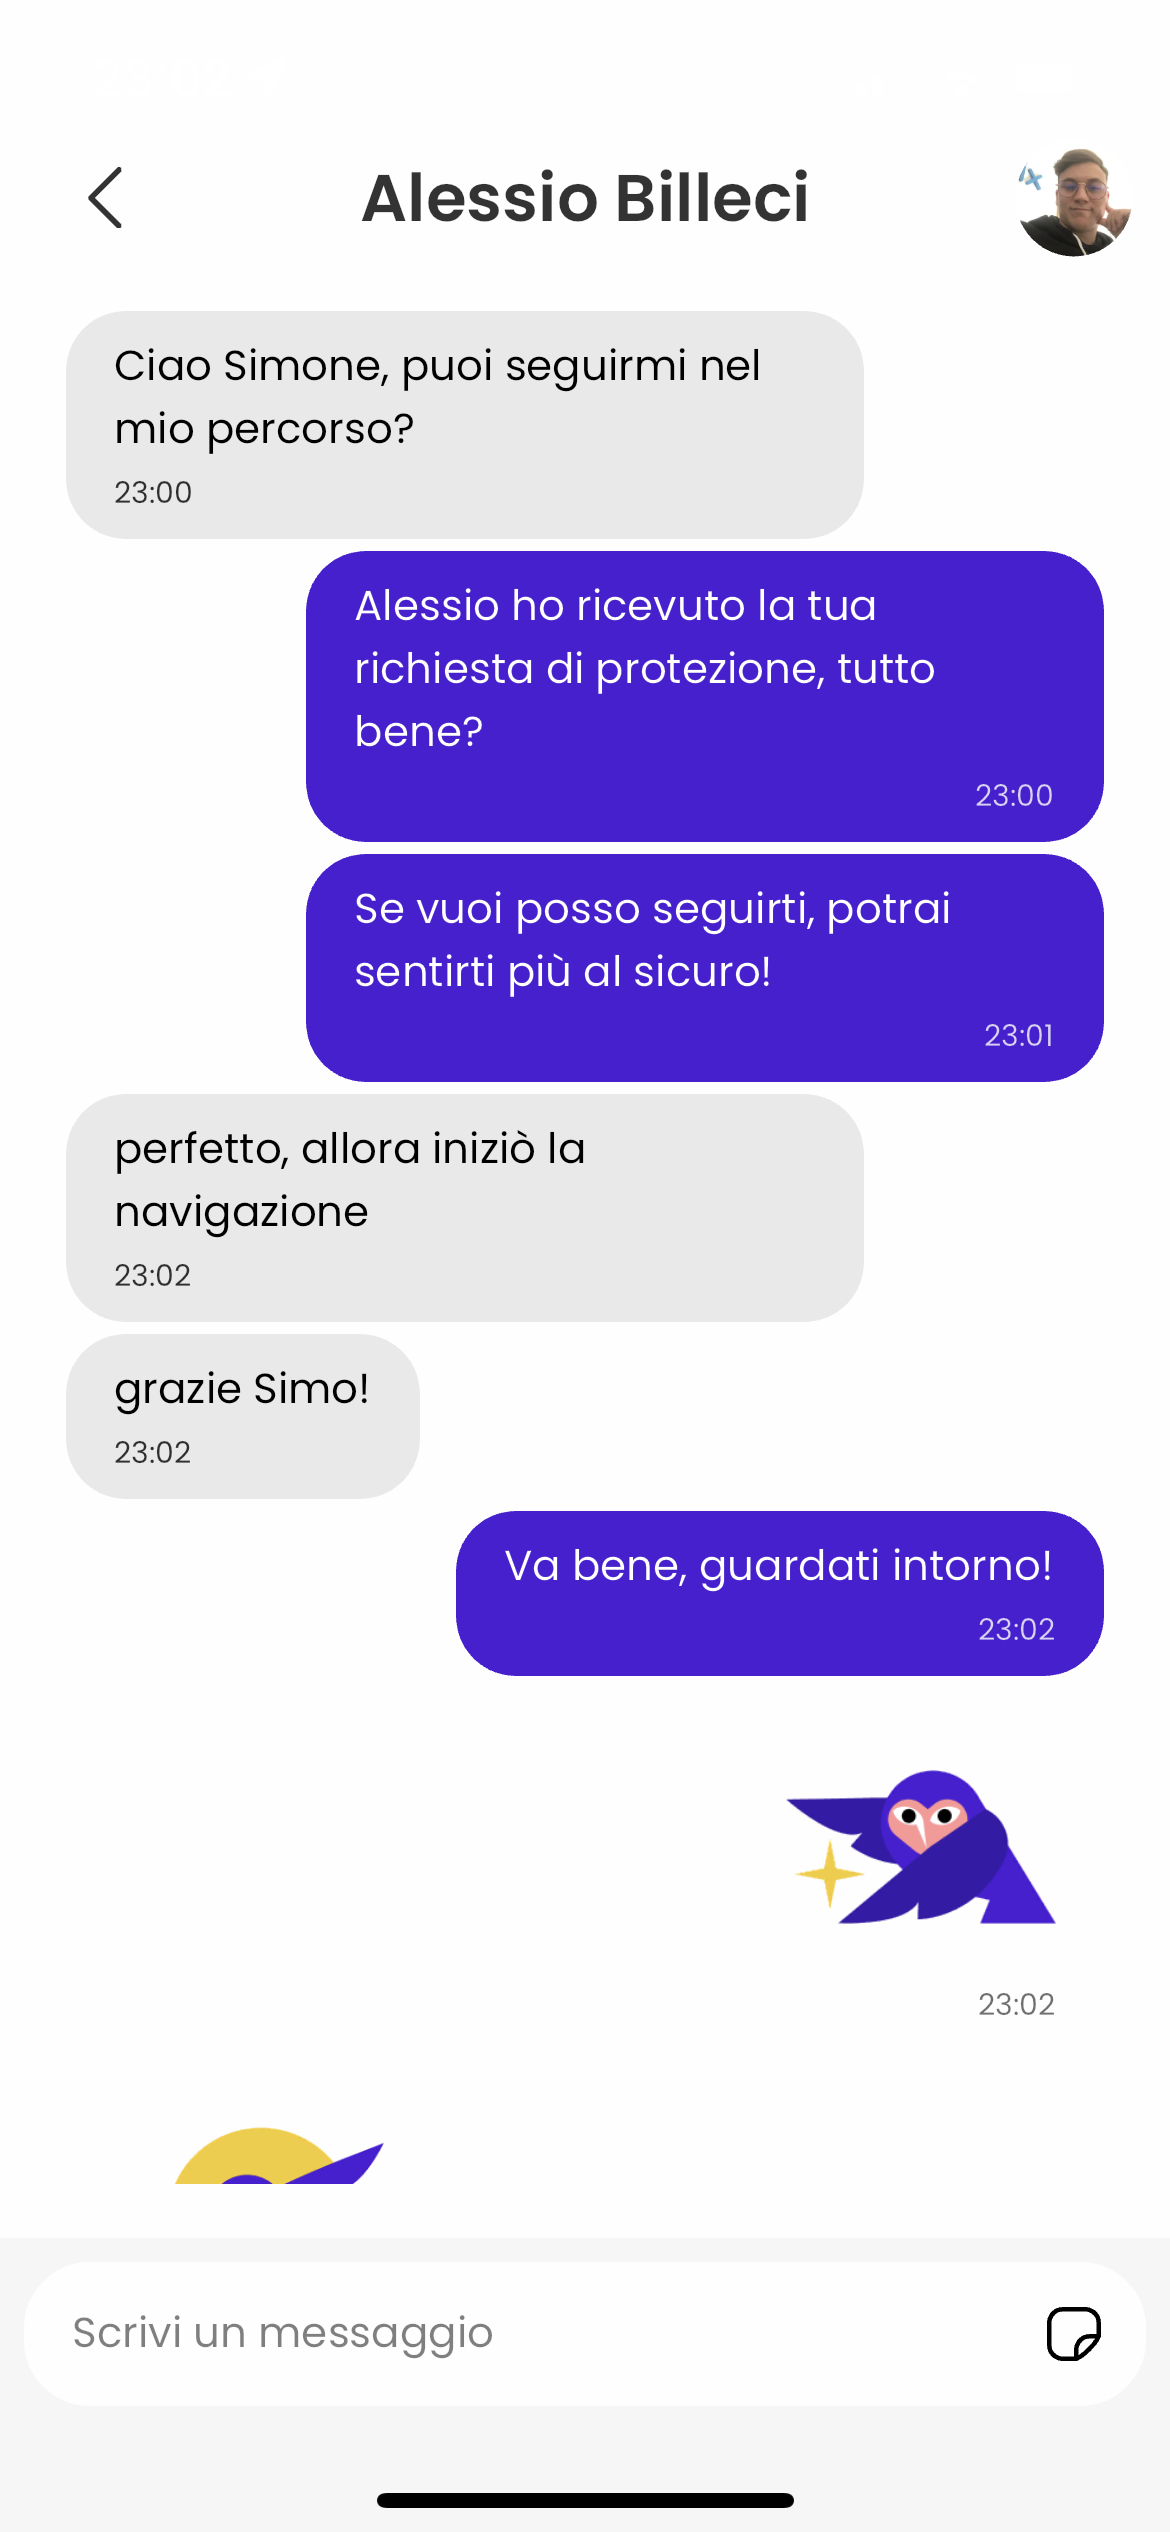 Alessio Billeci
Ciao Simone, puoi seguirmi nel
mio percorso?
23:00
Alessio ho ricevuto la tua
richiesta di protezione, tutto
bene?
23:00
Se vuoi posso seguirti, potrai
sentirti più al sicuro!
23:01
perfetto, allora iniziò la
navigazione
23:02
grazie Simo!
23:02
Va bene, guardati intorno!
23:02
23:02
Scrivi un messaggio